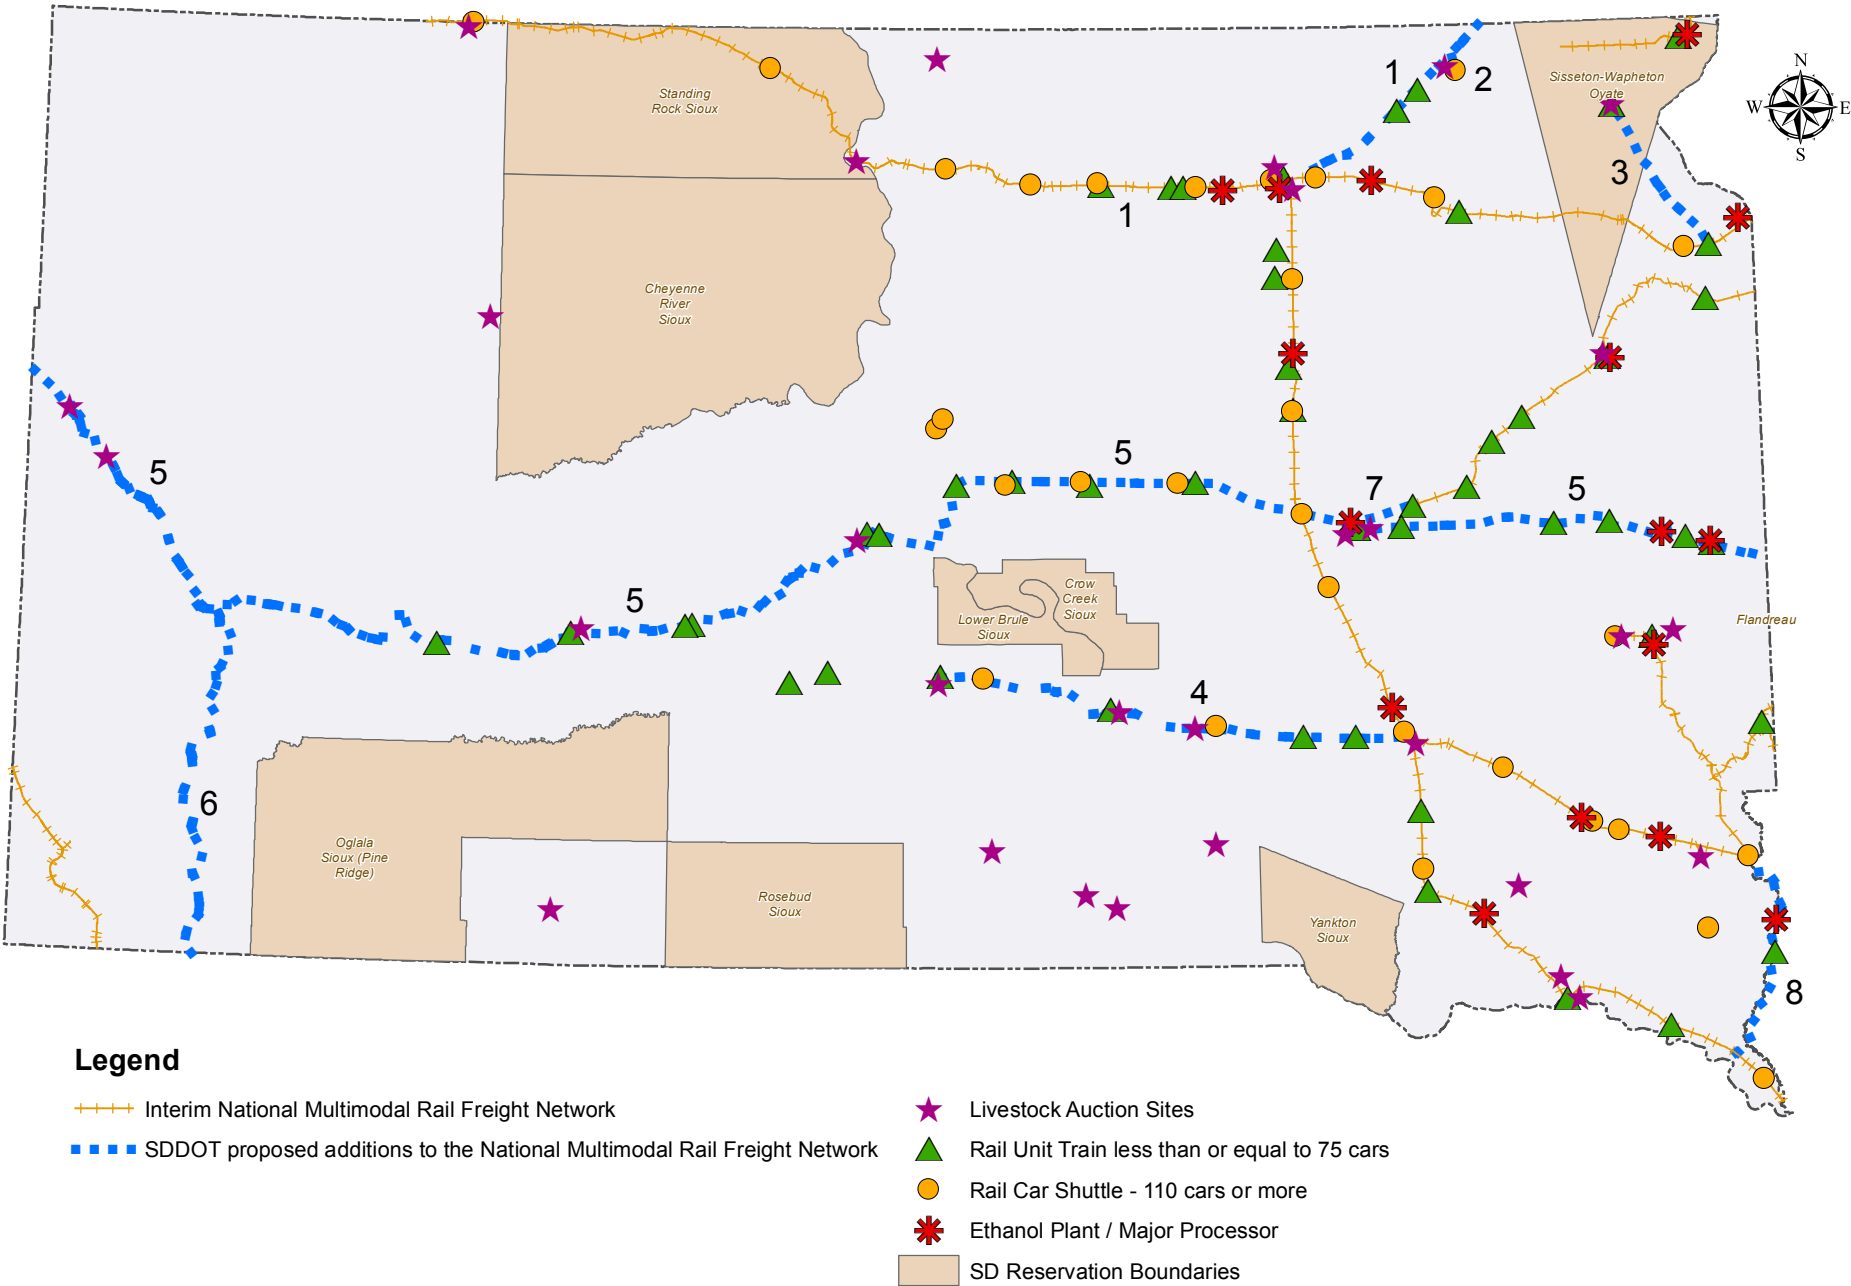 N
W
E
S
1
2
Sisseton-Wapheton
Oyate
Standing
Rock Sioux
3
1
Cheyenne
River
Sioux
5
5
7
5
5
Crow
Creek
Sioux
Lower Brule
Sioux
Flandreau
4
6
Oglala
Sioux (Pine
Ridge)
Rosebud
Sioux
Yankton
Sioux
8
Legend
Interim National Multimodal Rail Freight Network
SDDOT proposed additions to the National Multimodal Rail Freight Network
Livestock Auction Sites
Rail Unit Train less than or equal to 75 cars
Rail Car Shuttle - 110 cars or more
Ethanol Plant / Major Processor
SD Reservation Boundaries